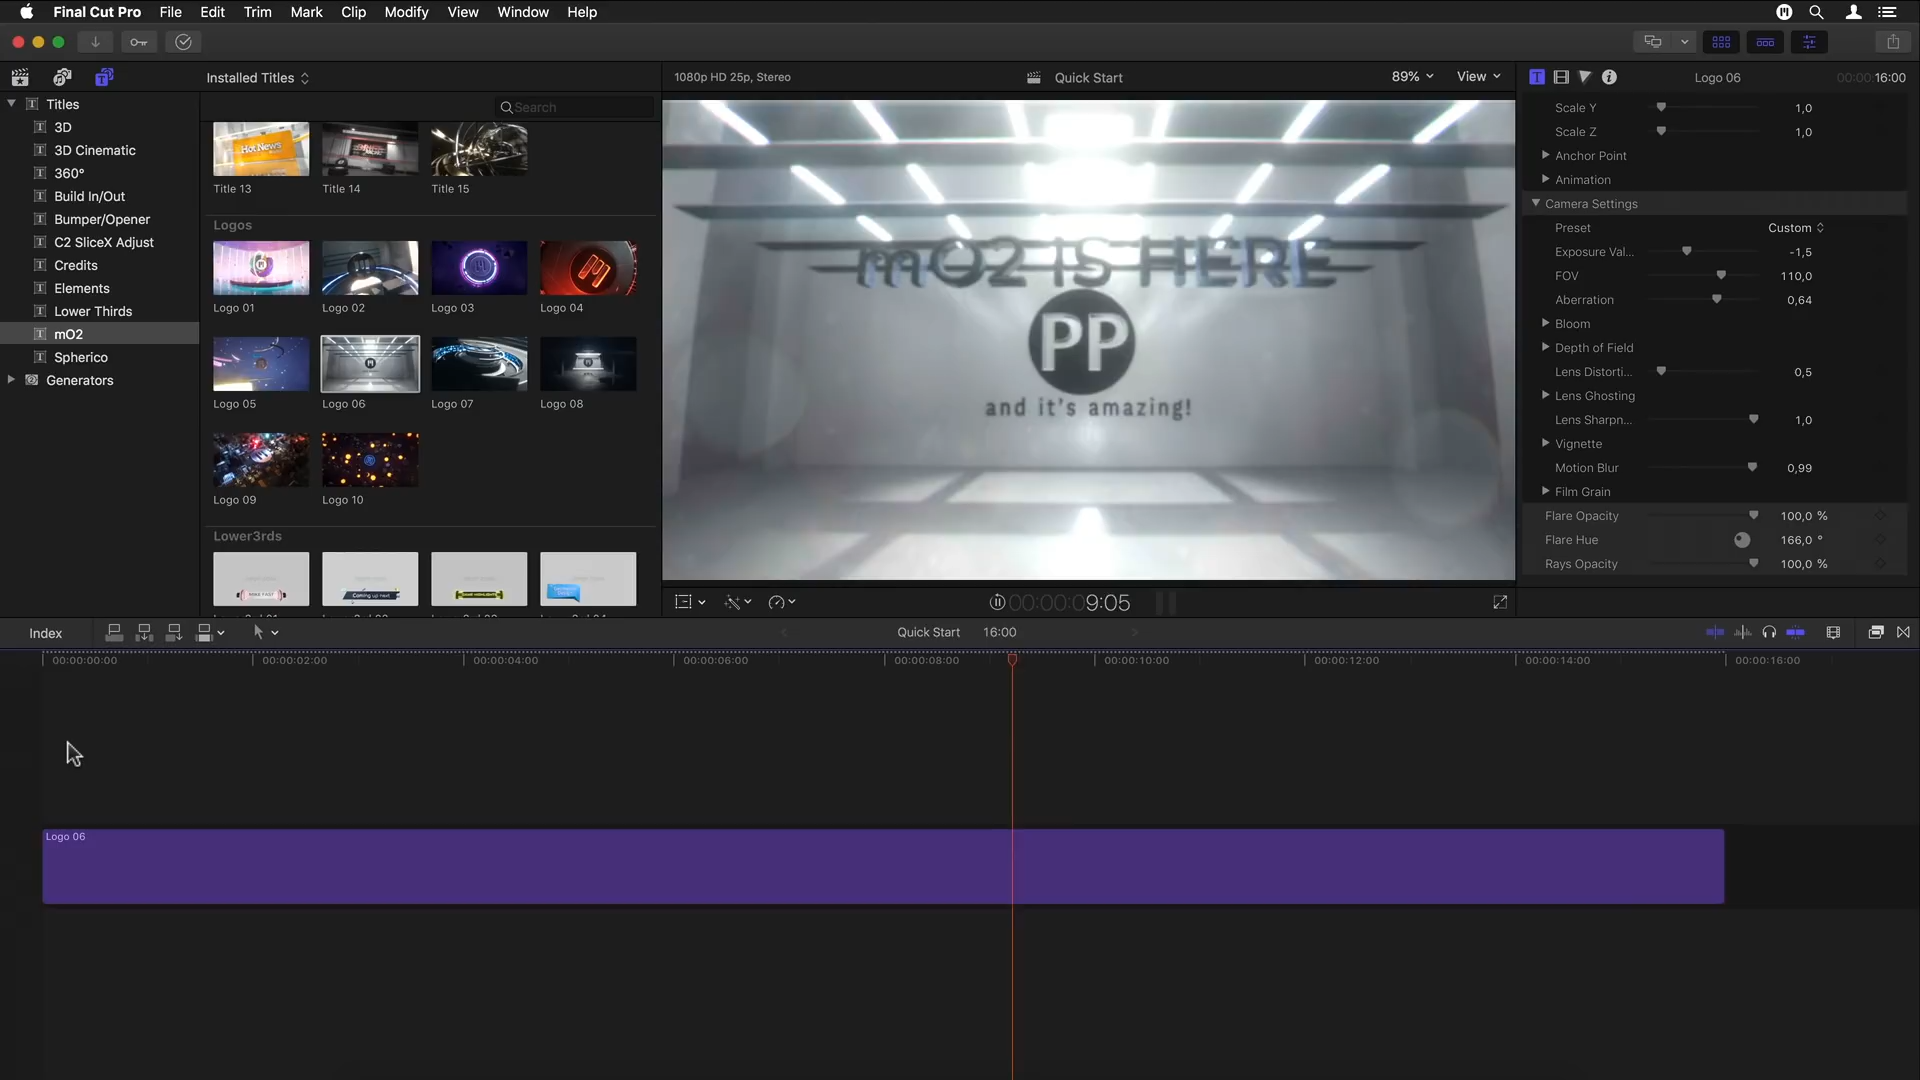 Final Cut Pro File Edit Trim Mark Clip Modify View Window Help
Installed Titles
1080p HD 25p, Stereo
Quick Start
89%
View
Logo 06
00:00:00:16:00
Search
Titles
3D
3D Cinematic
360°
Build In/Out
Bumper/Opener
C2 SliceX Adjust
Credits
Elements
Lower Thirds
mO2
Spherico
Generators
Hot News
Title 13
Title 14
Title 15
Logos
Logo 01
Logo 02
Logo 03
Logo 04
Logo 05
Logo 06
Logo 07
Logo 08
Logo 09
Logo 10
Lower3rds
Coming up next
mO2 IS HERE
PP
and it's amazing!
Scale Y 1,0
Scale Z 1,0
Anchor Point
Animation
Camera Settings
Preset Custom
Exposure Val... -1,5
FOV 110,0
Aberration 0,64
Bloom
Depth of Field
Lens Distorti... 0,5
Lens Ghosting
Lens Sharpn... 1,0
Vignette
Motion Blur 0,99
Film Grain
Flare Opacity 100,0 %
Flare Hue 166,0 °
Rays Opacity 100,0 %
00:00:09:05
Index
Quick Start 16:00
00:00:00:00
00:00:02:00
00:00:04:00
00:00:06:00
00:00:08:00
00:00:10:00
00:00:12:00
00:00:14:00
00:00:16:00
Logo 06